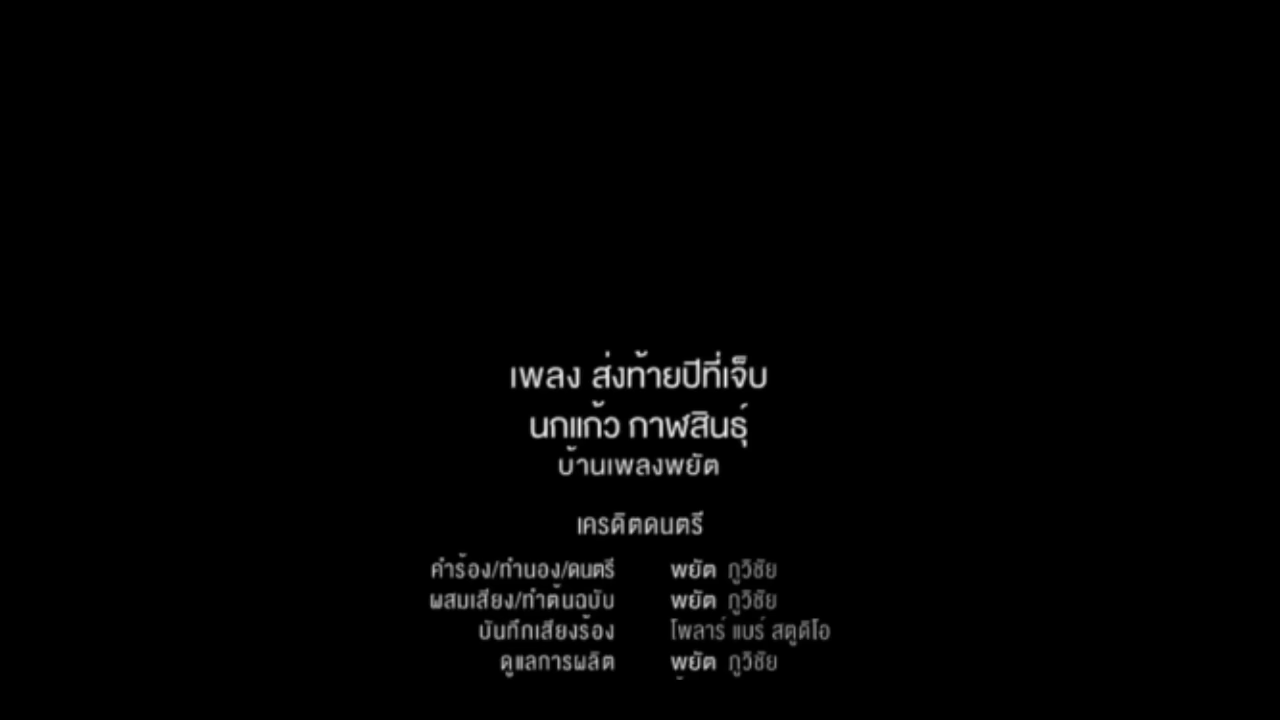 เพลง ส่งท้ายปีที่เจ็บ
นกแก้ว กาฬสินธุ์
บ้านเพลงพยัต
เครดิตดนตรี
คำร้อง/ทำนอง/ดนตรี พยัต ภูวิชัย
ผสมเสียง/ทำต้นฉบับ พยัต ภูวิชัย
บันทึกเสียงร้อง โพลาร์ แบร์ สตูดิโอ
ดูแลการผลิต พยัต ภูวิชัย